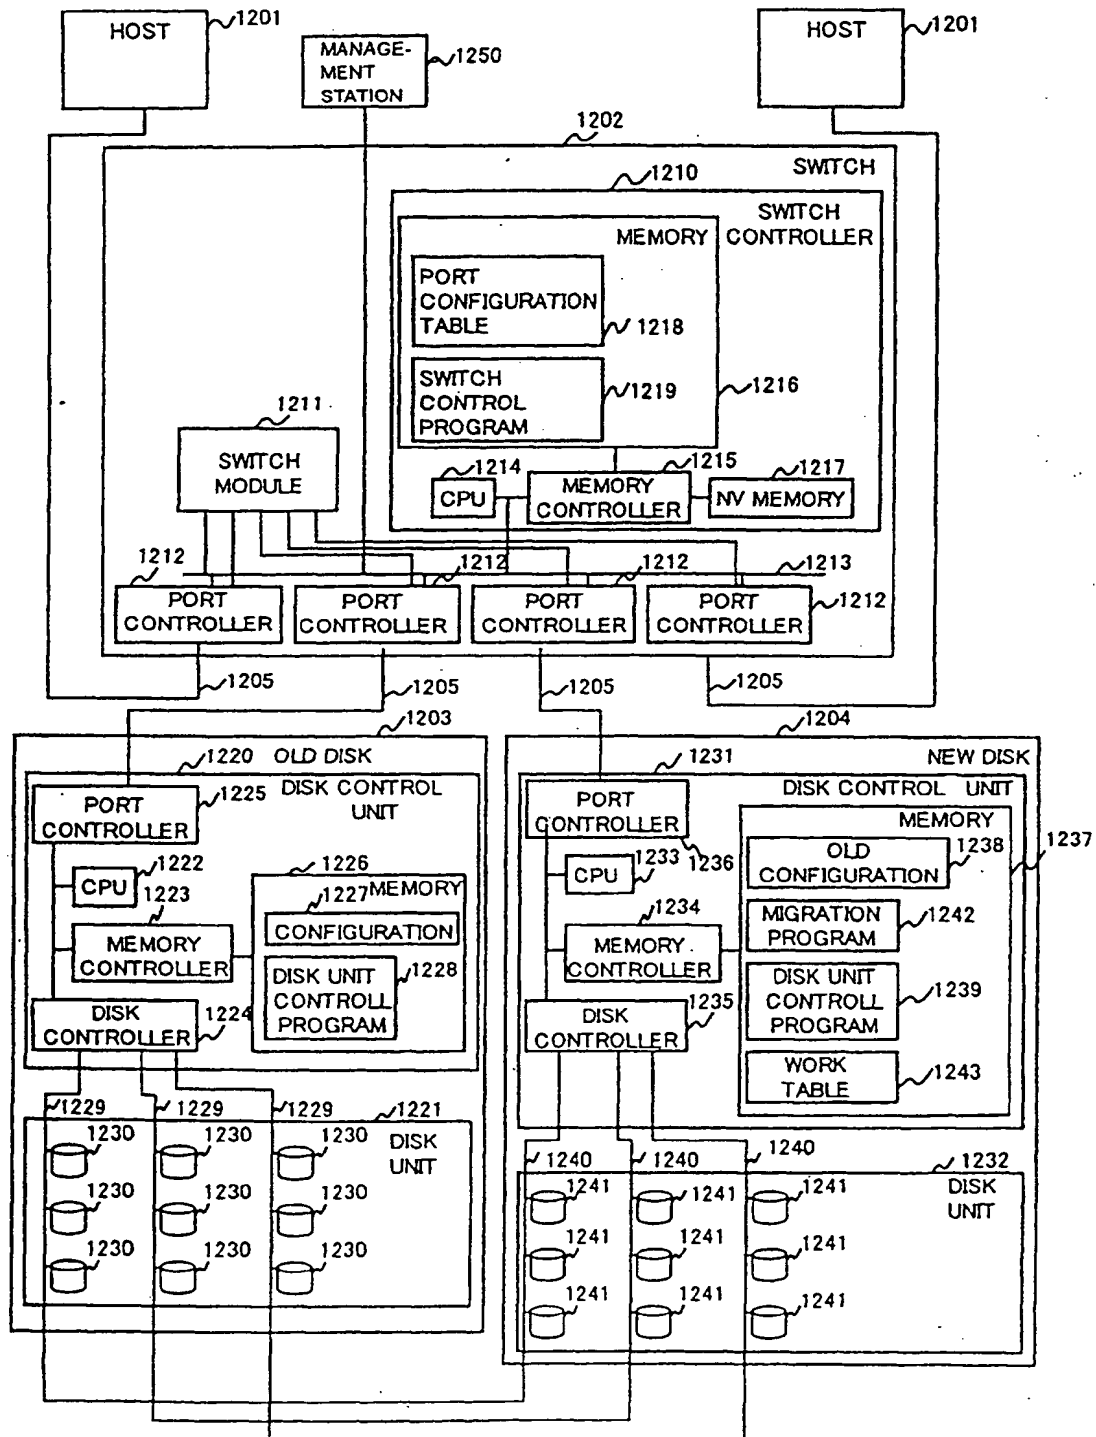 HOST
1201
MANAGE-
MENT
STATION
1250
HOST
1201
1202
SWITCH
1210
SWITCH
CONTROLLER
MEMORY
PORT
CONFIGURATION
TABLE
1218
SWITCH
CONTROL
PROGRAM
1219
1216
1211
SWITCH
MODULE
1214
CPU
1215
MEMORY
CONTROLLER
1217
NV MEMORY
1212
1212
1212
1213
PORT
CONTROLLER
PORT
CONTROLLER
PORT
CONTROLLER
PORT
CONTROLLER
1212
1205
1205
1205
1205
1203
OLD DISK
1220
DISK CONTROL
UNIT
PORT
CONTROLLER
1225
1222
CPU
1223
MEMORY
CONTROLLER
1226
MEMORY
1227
CONFIGURATION
DISK UNIT
CONTROLL
PROGRAM
1228
DISK
CONTROLLER
1224
1229
1229
1229
1221
DISK
UNIT
1230
1230
1230
1230
1230
1230
1230
1230
1230
1204
NEW DISK
1231
DISK CONTROL UNIT
PORT
CONTROLLER
1236
1233
CPU
1234
MEMORY
CONTROLLER
MEMORY
1237
OLD
CONFIGURATION
1238
MIGRATION
PROGRAM
1242
DISK UNIT
CONTROLL
PROGRAM
1239
WORK
TABLE
1243
DISK
CONTROLLER
1235
1240
1240
1240
1232
DISK
UNIT
1241
1241
1241
1241
1241
1241
1241
1241
1241